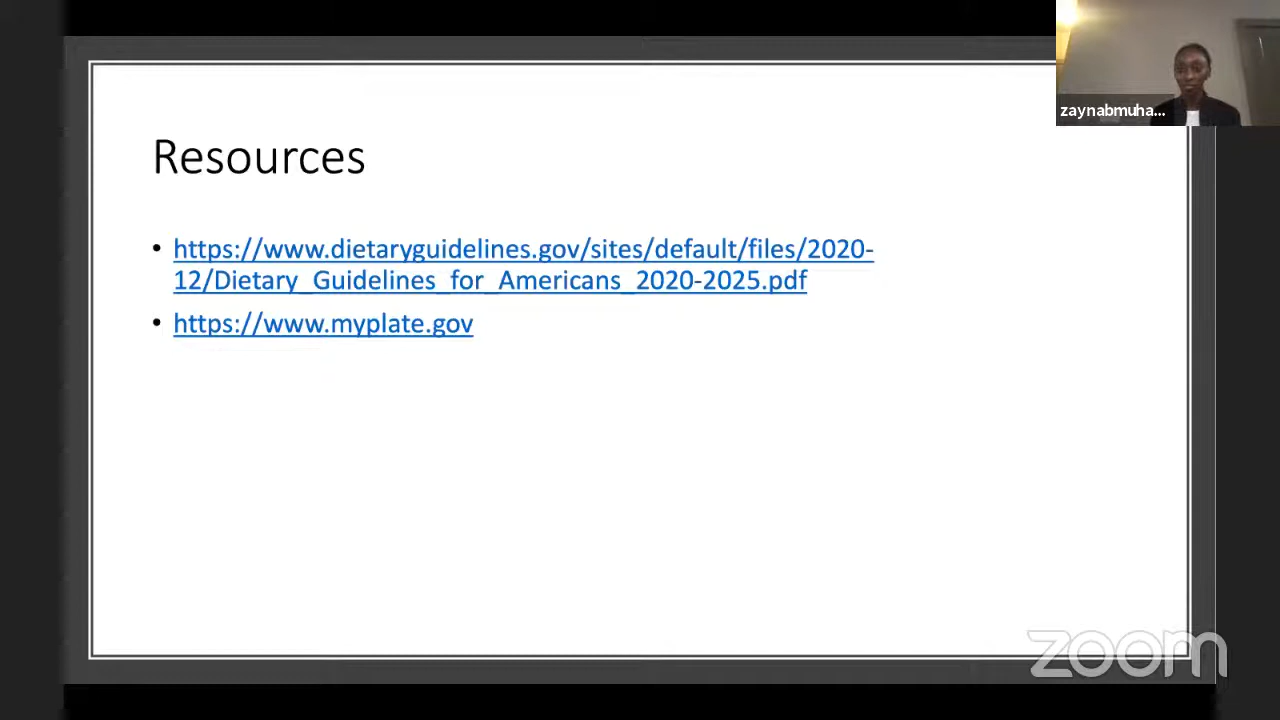 zaynabmuha...
Resources
• https://www.dietaryguidelines.gov/sites/default/files/2020-
12/Dietary_Guidelines_for_Americans_2020-2025.pdf
• https://www.myplate.gov
zoom